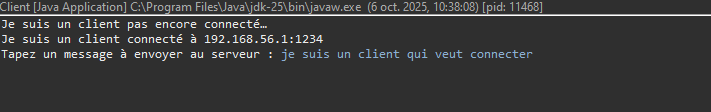 Client [Java Application] C:\Program Files\Java\jdk-25\bin\javaw.exe (6 oct. 2025, 10:38:08) [pid: 11468]
Je suis un client pas encore connecté…
Je suis un client connecté à 192.168.56.1:1234
Tapez un message à envoyer au serveur : je suis un client qui veut connecter